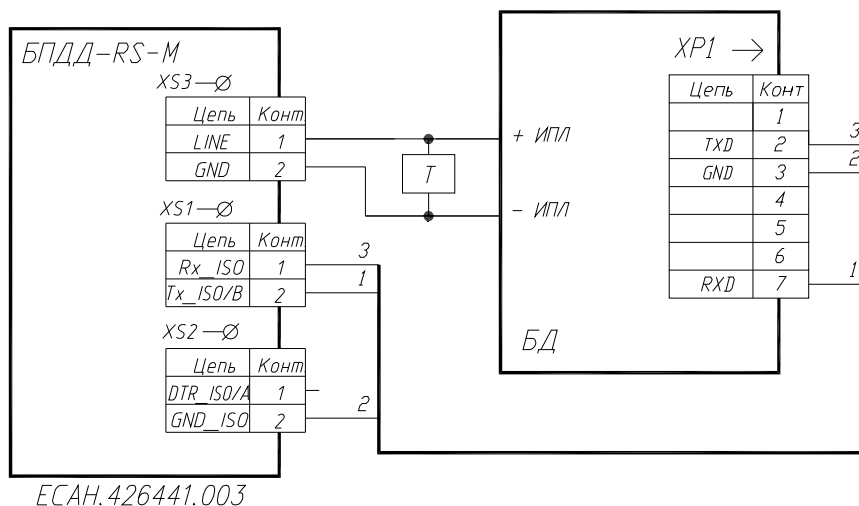 БПДД-RS-M
XS3
Цепь Конт.
LINE 1
GND 2
XS1
Цепь Конт.
Rx_ISO 1 3
Tx_ISO/B 2 1
XS2
Цепь Конт.
DTR_ISO/A 1
GND_ISO 2 2
ЕСАН.426441.003
T
+ ИПЛ
- ИПЛ
БД
XP1
Цепь Конт
1
TXD 2 3
GND 3 2
4
5
6
RXD 7 1